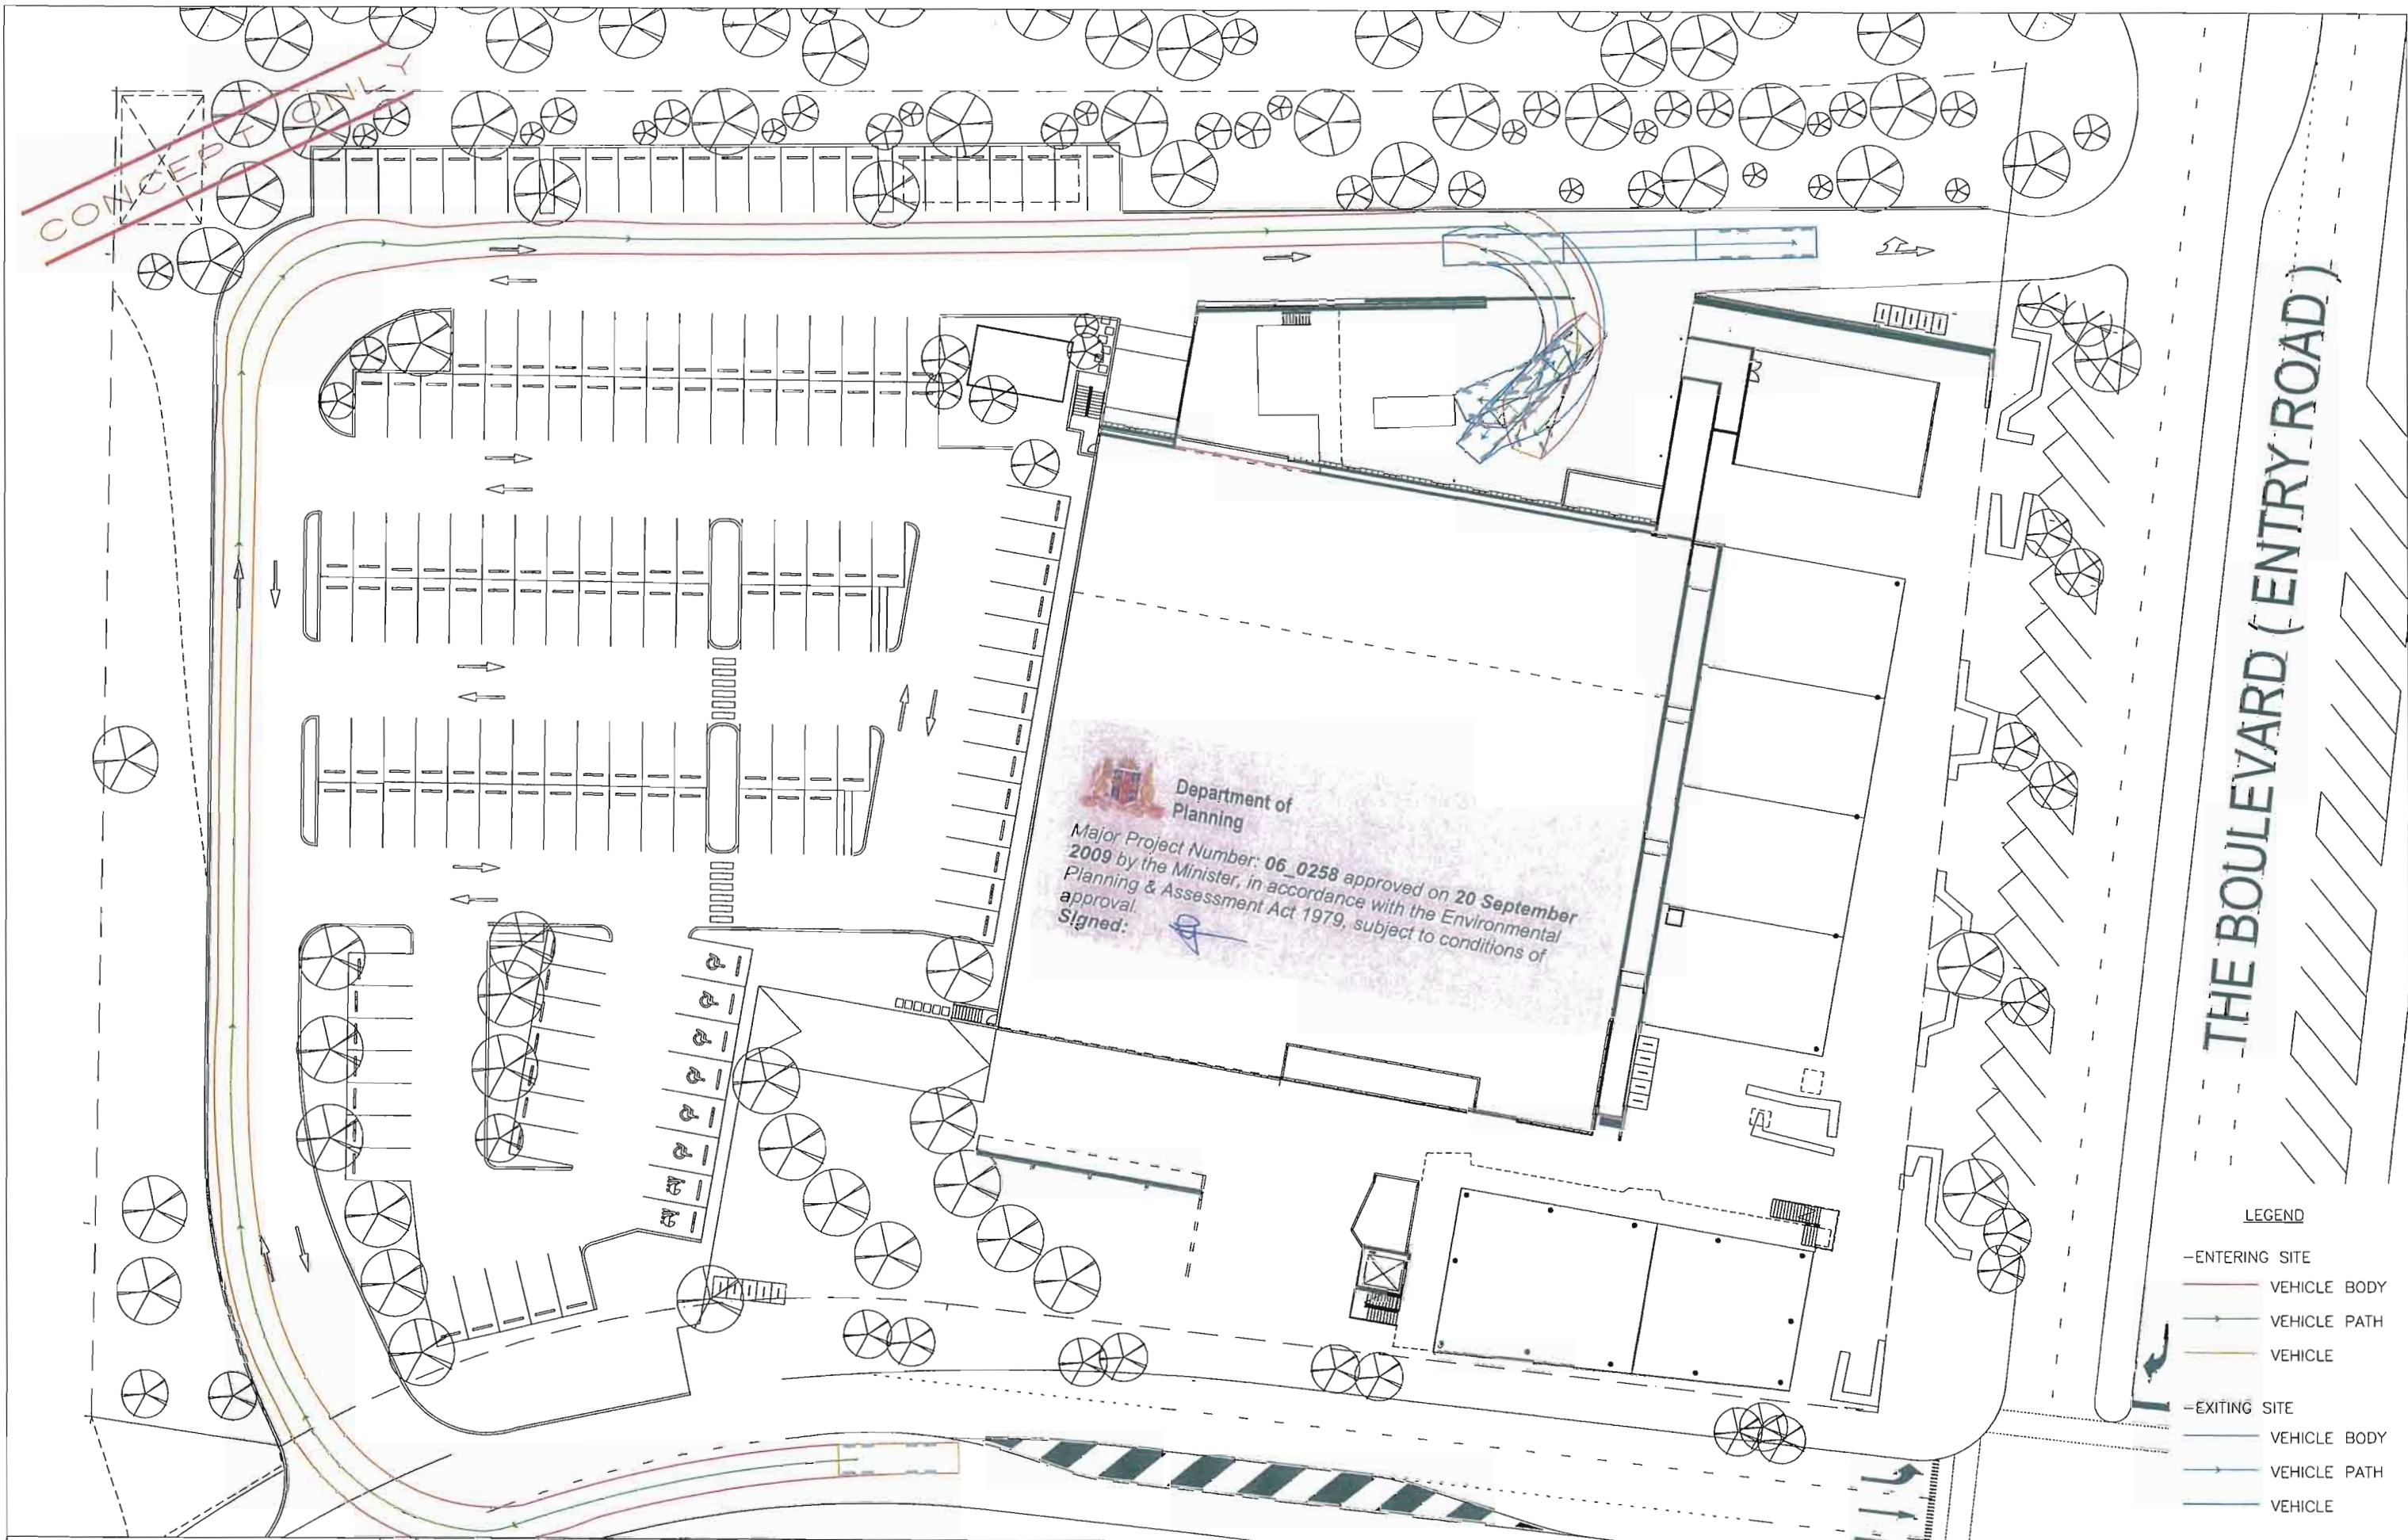 CONCEPT ONLY
THE BOULEVARD (ENTRY ROAD)
Department of
Planning
Major Project Number: 06_0258 approved on 20 September
2009 by the Minister, in accordance with the Environmental
Planning & Assessment Act 1979, subject to conditions of
approval.
Signed:
LEGEND
-ENTERING SITE
VEHICLE BODY
VEHICLE PATH
VEHICLE
-EXITING SITE
VEHICLE BODY
VEHICLE PATH
VEHICLE